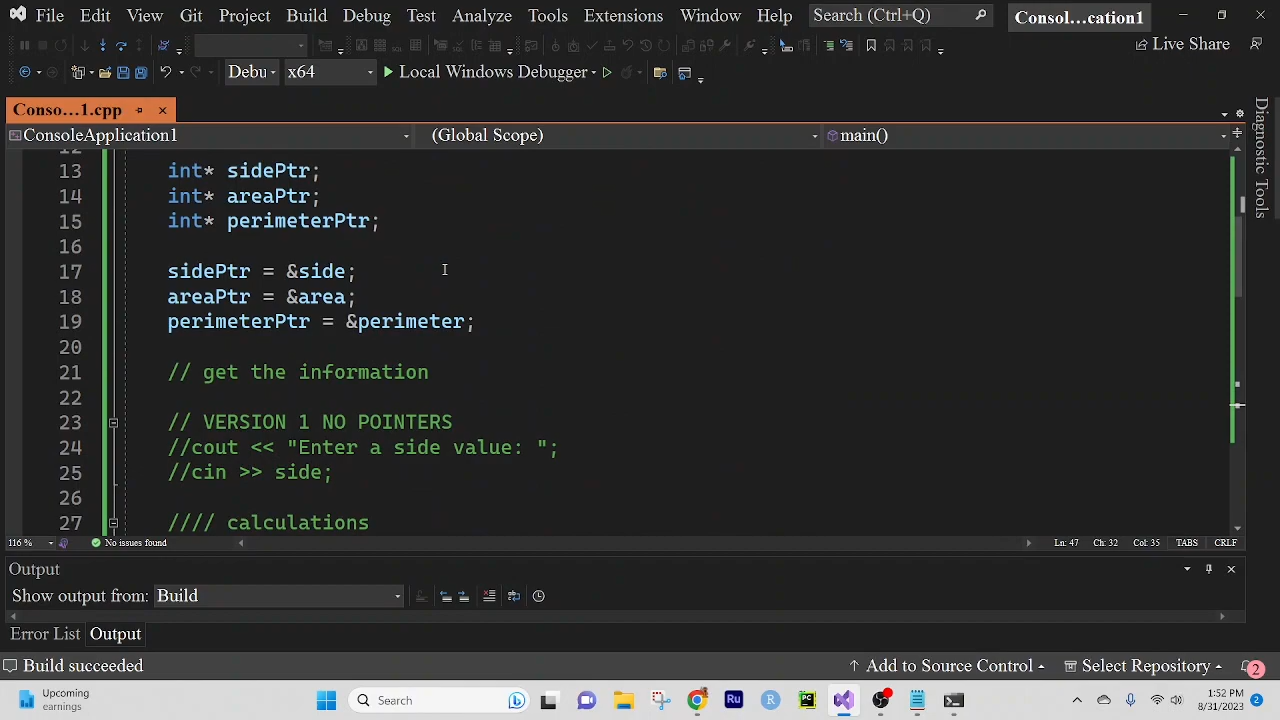 File Edit View Git Project Build Debug Test Analyze Tools Extensions Window Help Search (Ctrl+Q) Consol...cation1
Live Share
Debu x64 Local Windows Debugger
Conso...1.cpp
ConsoleApplication1 (Global Scope) main()
12
13 int* sidePtr;
14 int* areaPtr;
15 int* perimeterPtr;
16
17 sidePtr = &side;
18 areaPtr = &area;
19 perimeterPtr = &perimeter;
20
21 // get the information
22
23 // VERSION 1 NO POINTERS
24 //cout << "Enter a side value: ";
25 //cin >> side;
26
27 //// calculations
Diagnostic Tools
116 % No issues found Ln: 47 Ch: 32 Col: 35 TABS CRLF
Output
Show output from: Build
Error List Output
Build succeeded Add to Source Control Select Repository 2
Upcoming
earnings
Search
Ru R PC
1:52 PM
8/31/2023 2